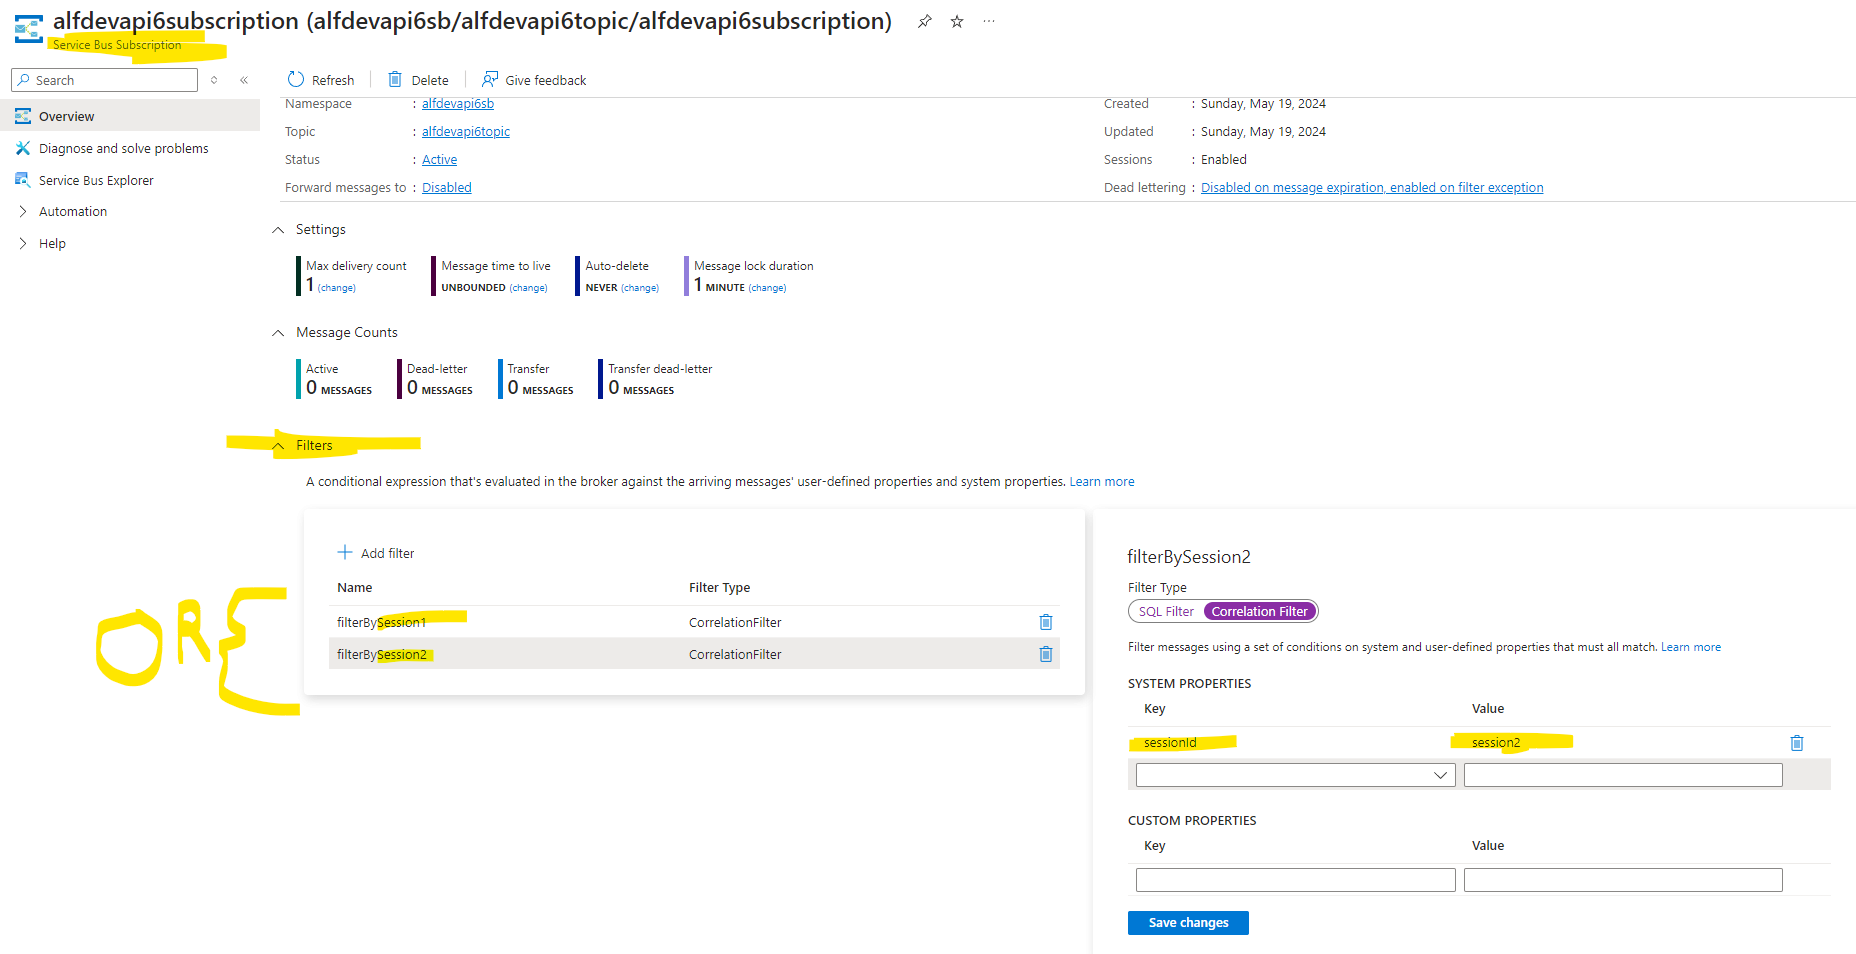 alfdevapi6subscription (alfdevapi6sb/alfdevapi6topic/alfdevapi6subscription)
Service Bus Subscription
Search
Refresh Delete Give feedback
Overview
Diagnose and solve problems
Service Bus Explorer
Automation
Help
Namespace : alfdevapi6sb
Topic : alfdevapi6topic
Status : Active
Forward messages to : Disabled
Created : Sunday, May 19, 2024
Updated : Sunday, May 19, 2024
Sessions : Enabled
Dead lettering : Disabled on message expiration, enabled on filter exception
Settings
Max delivery count
1 (change)
Message time to live
UNBOUNDED (change)
Auto-delete
NEVER (change)
Message lock duration
1 MINUTE (change)
Message Counts
Active
0 MESSAGES
Dead-letter
0 MESSAGES
Transfer
0 MESSAGES
Transfer dead-letter
0 MESSAGES
Filters
A conditional expression that's evaluated in the broker against the arriving messages' user-defined properties and system properties. Learn more
Add filter
Name Filter Type
filterBySession1 CorrelationFilter
filterBySession2 CorrelationFilter
OR
filterBySession2
Filter Type
SQL Filter Correlation Filter
Filter messages using a set of conditions on system and user-defined properties that must all match. Learn more
SYSTEM PROPERTIES
Key Value
sessionId session2
CUSTOM PROPERTIES
Key Value
Save changes